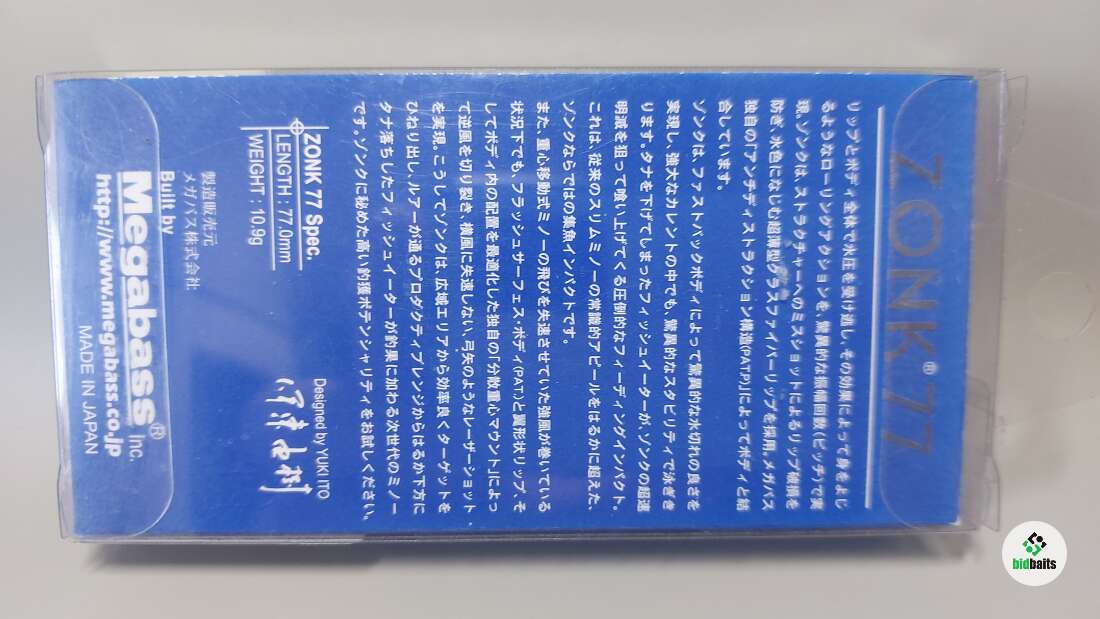 ZONK®77
リップとボディ全体で水圧を受け逃し、その効果によって身をよじ
るようなローリングアクションを、驚異的な振幅回数(ピッチ)で実
現。ゾンクは、ストラクチャーへのミスショットによるリップ破損を
防ぎ、水色になじむ超薄型グラスファイバーリップを採用。メガバス
独自の「アンチディストラクション構造(PAT.P)」によってボディと結
合しています。
ゾンクは、ファストバックボディによって驚異的な水切れの良さを
実現し、強大なカレントの中でも、驚異的なスタビリティで泳ぎきり
ります。タナを下げてしまったフィッシュイーターが、ゾンクの超速
明滅を狙って喰い上げてくる圧倒的なフィーディングインパクト。
これは、従来のスリムミノーの常識的アピールをはるかに超えた、
ゾンクならではの集魚インパクトです。
また、重心移動式ミノーの飛びを失速させていた強風が巻いている
状況下でも、フラッシュサーフェス・ボディ(PAT)と異形状リップ、そ
してボディ内の配置を最適化した独自の「分散重心マウント」によっ
て逆風を切り裂き、横風に失速しない、弓矢のようなレーザーショット
を実現。こうしてゾンクは、広域エリアから効率良くターゲットを
ひねり出し、ルアーが通るプロダクティブレンジからはるか下方に
タナ落ちしたフィッシュイーターが釣果に加わる次世代のミノー
です。ゾンクに秘めた高い釣獲ポテンシャリティをお試しください。
ZONK 77 Spec.
LENGTH : 77.0mm
WEIGHT : 10.9g
Designed by YUKI ITO
製造販売元
メガバス株式会社
Built by
Megabass® Inc.
http://www.megabass.co.jp
MADE IN JAPAN
bidbaits